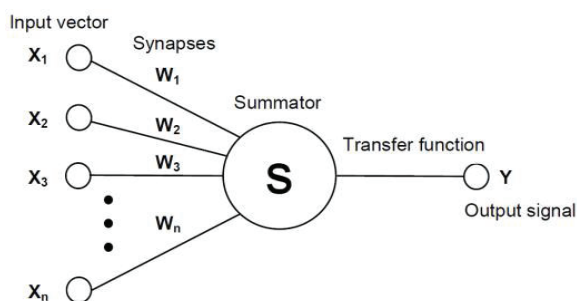 Input vector
Synapses
X1
W1
Summator
X2
W2
Transfer function
W3
X3
S
Y
Output signal
Wn
Xn